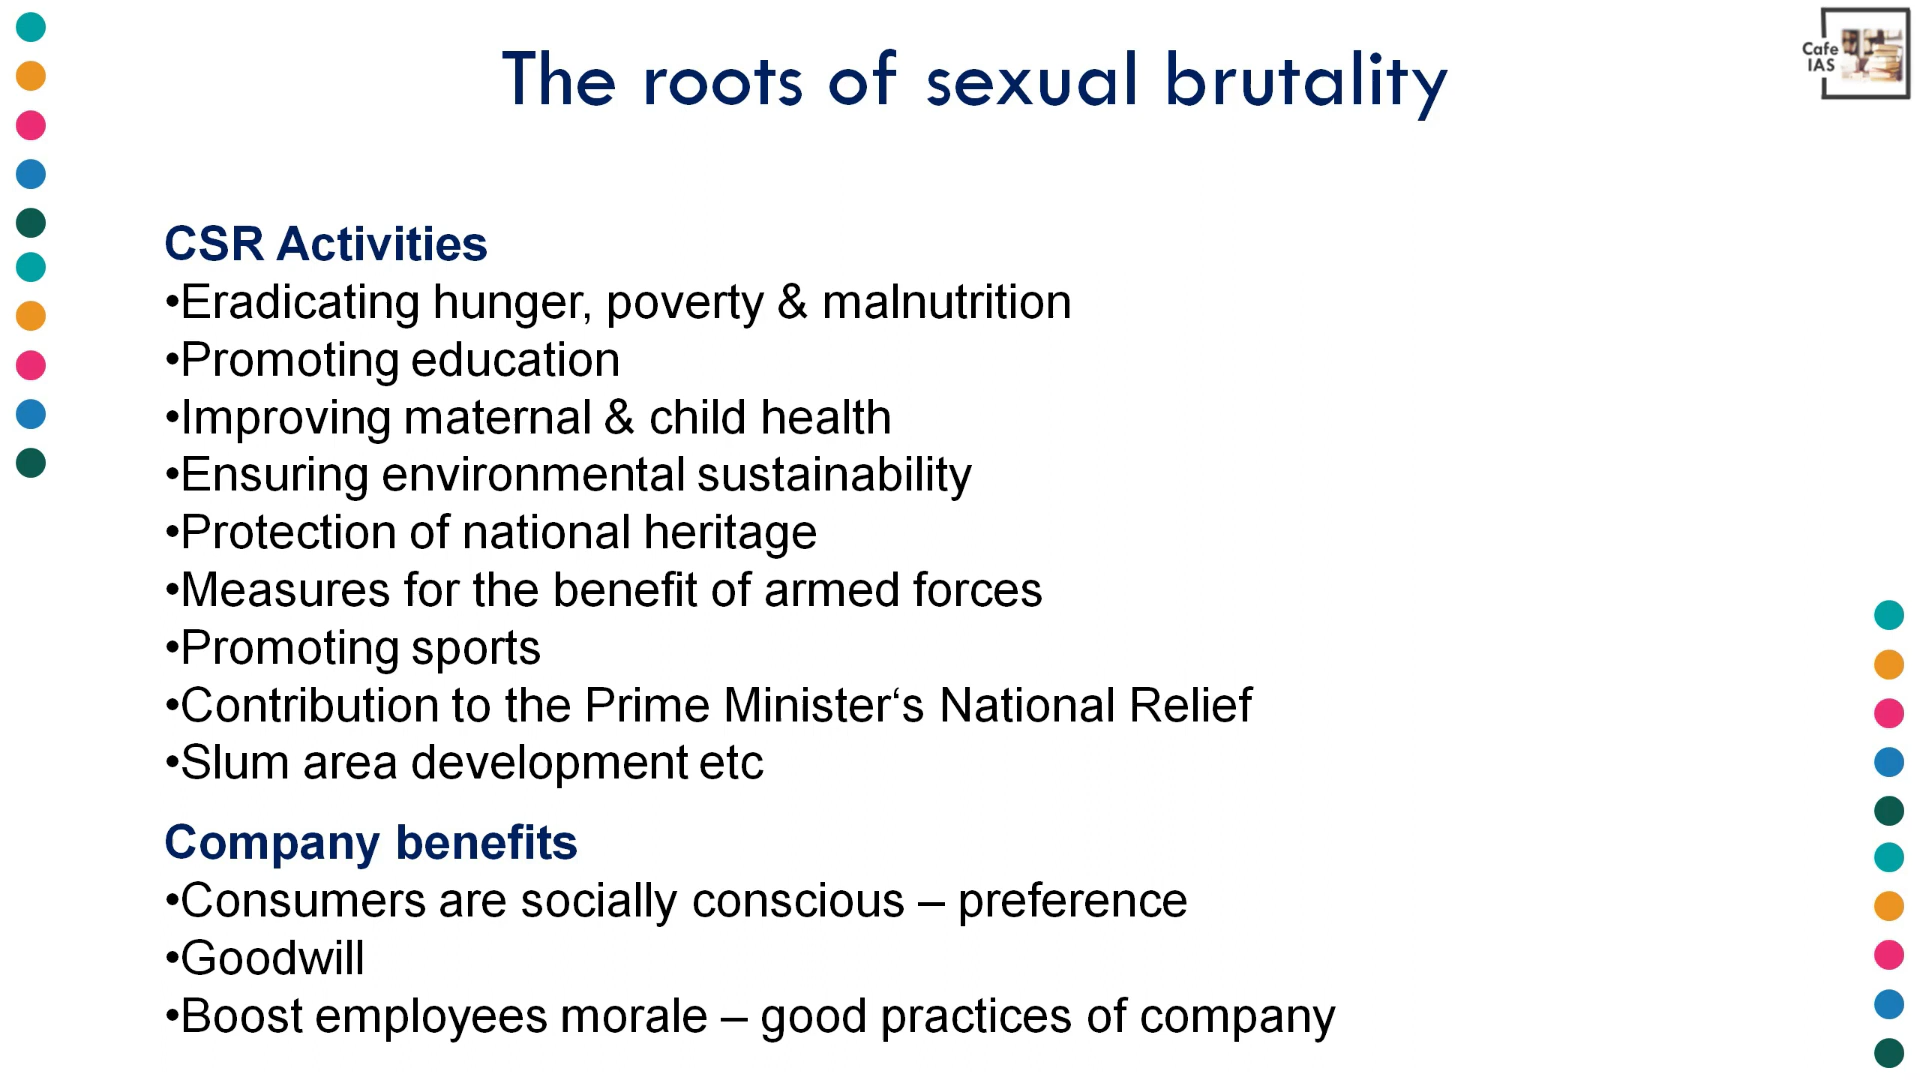 The roots of sexual brutality
Cafe
IAS
CSR Activities
•Eradicating hunger, poverty & malnutrition
•Promoting education
•Improving maternal & child health
•Ensuring environmental sustainability
•Protection of national heritage
•Measures for the benefit of armed forces
•Promoting sports
•Contribution to the Prime Minister‘s National Relief
•Slum area development etc
Company benefits
•Consumers are socially conscious – preference
•Goodwill
•Boost employees morale – good practices of company